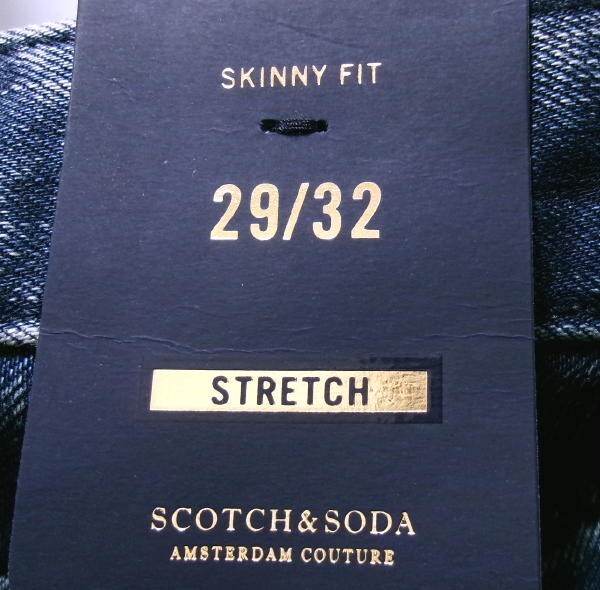 SKINNY FIT
29/32
STRETCH
SCOTCH&SODA
AMSTERDAM COUTURE